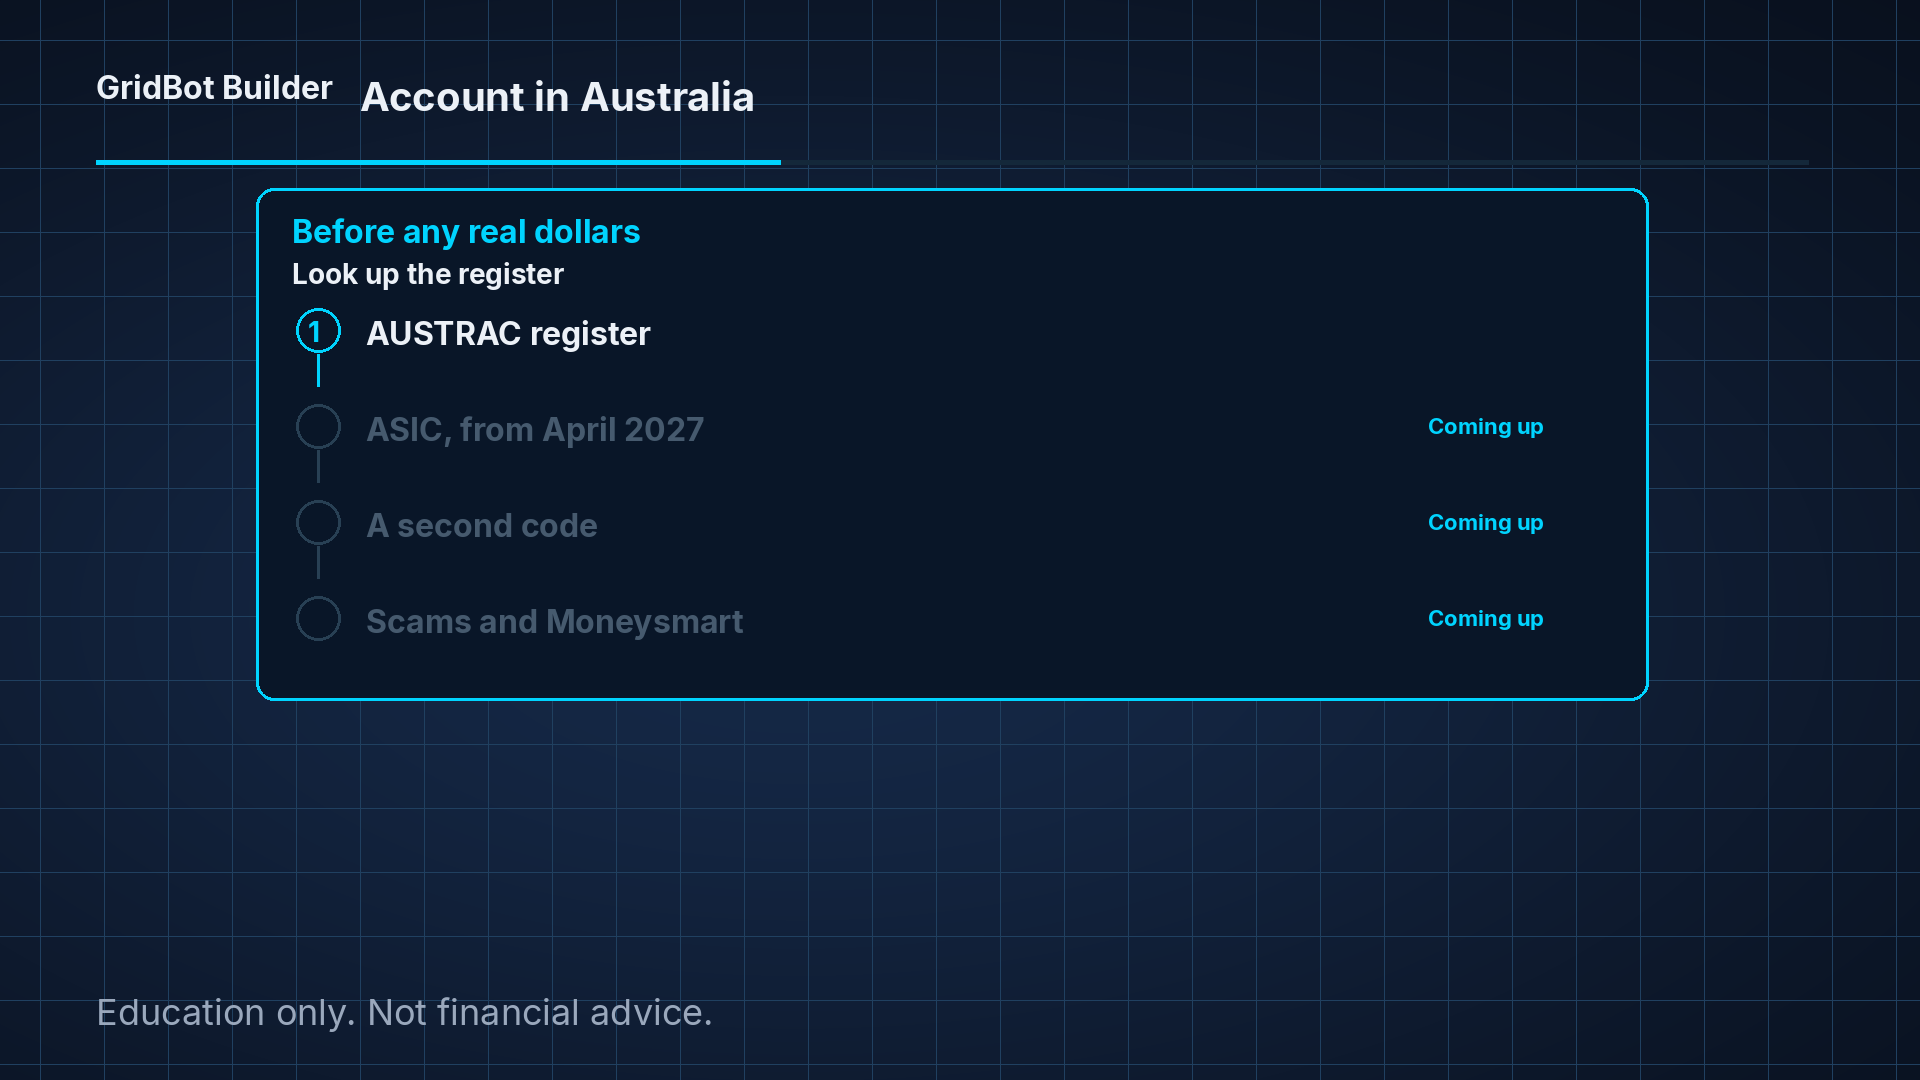 GridBot Builder
Account in Australia
Before any real dollars
Look up the register
1 AUSTRAC register
ASIC, from April 2027 Coming up
A second code Coming up
Scams and Moneysmart Coming up
Education only. Not financial advice.